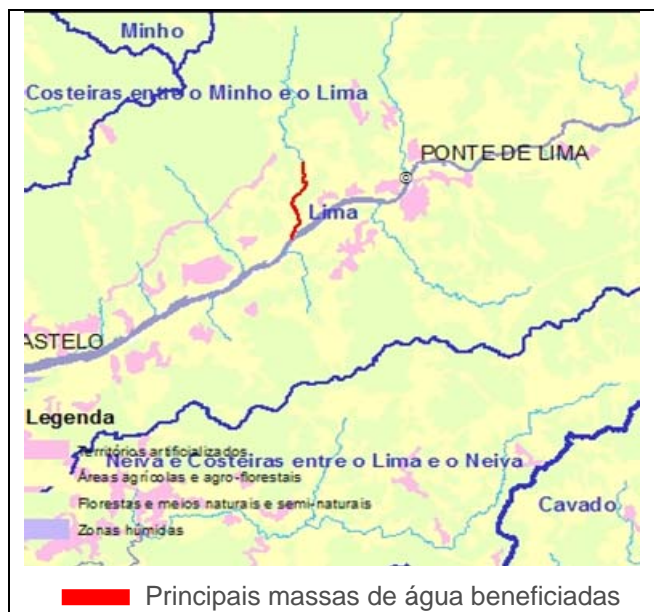 Minho
Costeiras entre o Minho e o Lima
PONTE DE LIMA
Lima
ASTELO
Legenda
Territórios artificializados
Neiva e Costeiras entre o Lima e o Neiva
Áreas agrícolas e agro-florestais
Florestas e meios naturais e semi-naturais
Cavado
Zonas húmidas
Principais massas de água beneficiadas